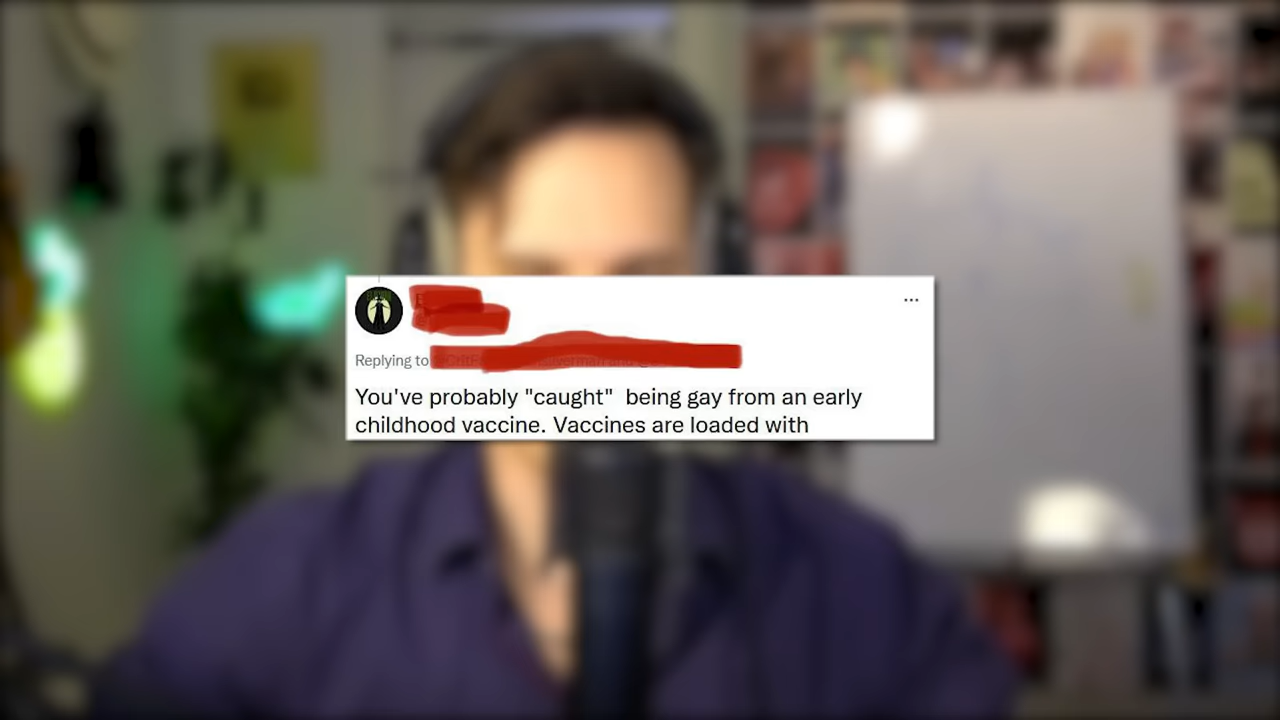 Replying to
You've probably "caught" being gay from an early
childhood vaccine. Vaccines are loaded with